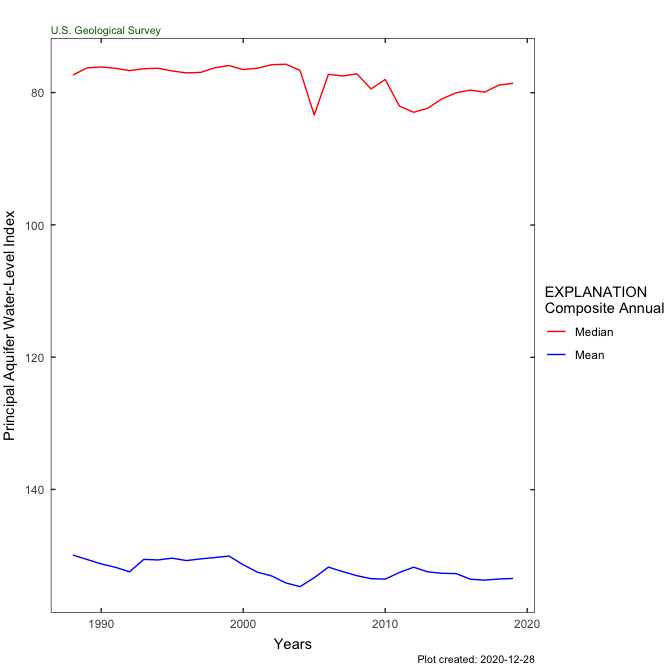 U.S. Geological Survey
80
100
120
140
Principal Aquifer Water-Level Index
1990
2000
2010
2020
Years
EXPLANATION
Composite Annual
Median
Mean
Plot created: 2020-12-28